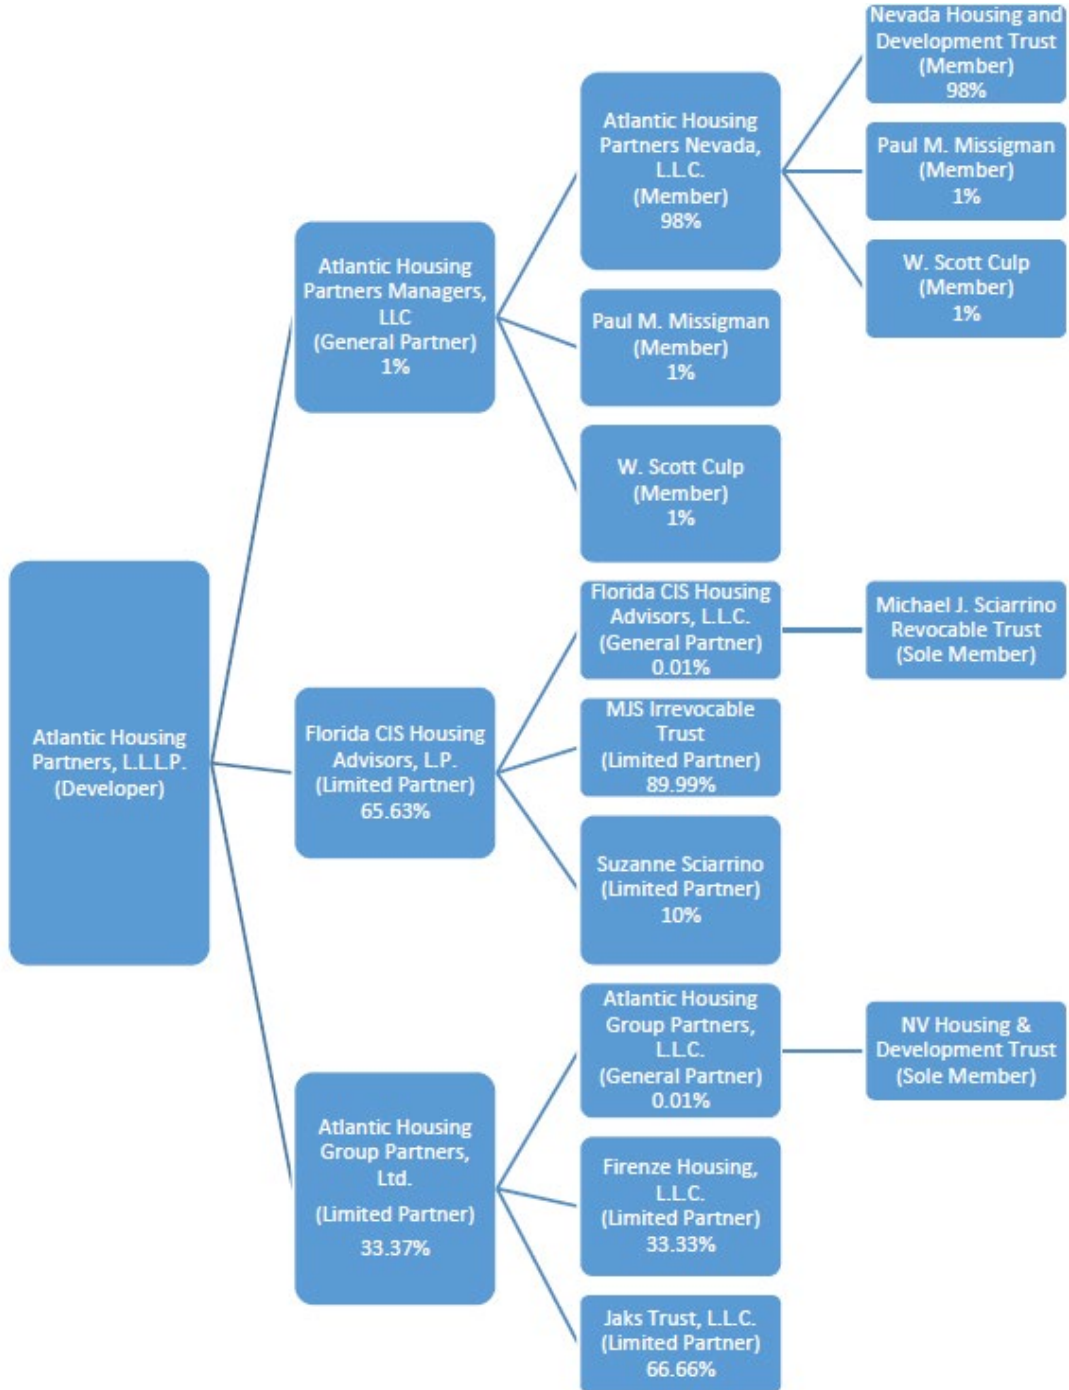 Atlantic Housing
Partners, L.L.L.P.
(Developer)
Atlantic Housing
Partners Managers,
LLC
(General Partner)
1%
Atlantic Housing
Partners Nevada,
L.L.C.
(Member)
98%
Nevada Housing and
Development Trust
(Member)
98%
Paul M. Missigman
(Member)
1%
W. Scott Culp
(Member)
1%
Paul M. Missigman
(Member)
1%
W. Scott Culp
(Member)
1%
Florida CIS Housing
Advisors, L.P.
(Limited Partner)
65.63%
Florida CIS Housing
Advisors, L.L.C.
(General Partner)
0.01%
Michael J. Sciarrino
Revocable Trust
(Sole Member)
MJS Irrevocable
Trust
(Limited Partner)
89.99%
Suzanne Sciarrino
(Limited Partner)
10%
Atlantic Housing
Group Partners,
Ltd.
(Limited Partner)
33.37%
Atlantic Housing
Group Partners,
L.L.C.
(General Partner)
0.01%
NV Housing &
Development Trust
(Sole Member)
Firenze Housing,
L.L.C.
(Limited Partner)
33.33%
Jaks Trust, L.L.C.
(Limited Partner)
66.66%